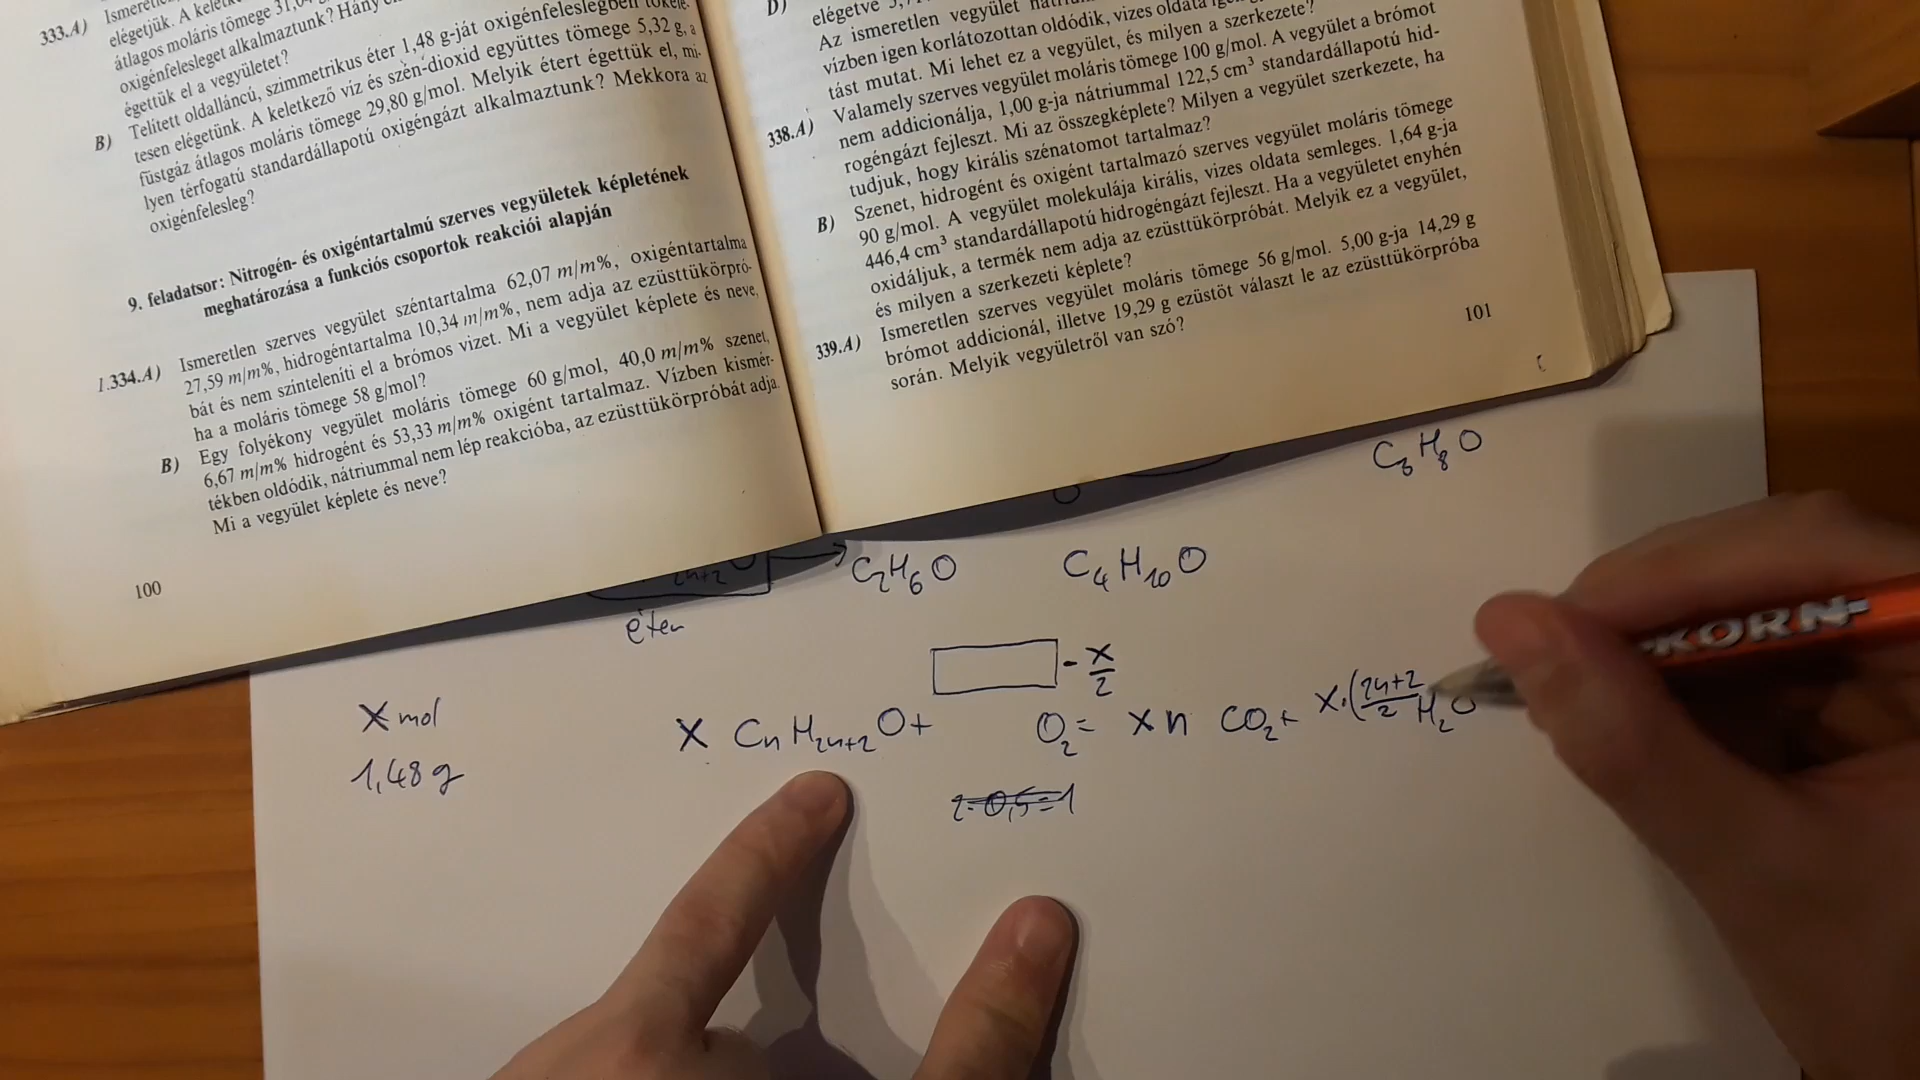 333.A)
elégetjük. A
átlagos moláris tömege
oxigénfelesleget alkalmaztunk? Hány
égettük el a vegyületet?
B) Telített oldalláncú, szimmetrikus éter 1,48 g-ját oxigénfeleslegben tökéle-
tesen elégetünk. A keletkező víz és szén-dioxid együttes tömege 5,32 g, a
füstgáz átlagos moláris tömege 29,80 g/mol. Melyik étert égettük el, mi-
lyen térfogatú standardállapotú oxigéngázt alkalmaztunk? Mekkora az
oxigénfelesleg?
9. feladatsor: Nitrogén- és oxigéntartalmú szerves vegyületek képletének
meghatározása a funkciós csoportok reakciói alapján
1.334.A) Ismeretlen szerves vegyület széntartalma 62,07 m/m%, oxigéntartalma
27,59 m/m%, hidrogéntartalma 10,34 m/m%, nem adja az ezüsttükörpró-
bát és nem színteleníti el a brómos vizet. Mi a vegyület képlete és neve,
ha a moláris tömege 58 g/mol?
B) Egy folyékony vegyület moláris tömege 60 g/mol, 40,0 m/m% szenet,
6,67 m/m% hidrogént és 53,33 m/m% oxigént tartalmaz. Vízben kismér-
tékben oldódik, nátriummal nem lép reakcióba, az ezüsttükörpróbát adja.
Mi a vegyület képlete és neve?
100
D)
elégetve
Az ismeretlen vegyület
vízben igen korlátozottan oldódik, vizes oldata
tást mutat. Mi lehet ez a vegyület, és milyen a szerkezete?
338.A) Valamely szerves vegyület moláris tömege 100 g/mol. A vegyület a brómot
nem addicionálja, 1,00 g-ja nátriummal 122,5 cm³ standardállapotú hid-
rogéngázt fejleszt. Mi az összegképlete? Milyen a vegyület szerkezete, ha
tudjuk, hogy királis szénatomot tartalmaz?
B) Szenet, hidrogént és oxigént tartalmazó szerves vegyület moláris tömege
90 g/mol. A vegyület molekulája királis, vizes oldata semleges. 1,64 g-ja
446,4 cm³ standardállapotú hidrogéngázt fejleszt. Ha a vegyületet enyhén
oxidáljuk, a termék nem adja az ezüsttükörpróbát. Melyik ez a vegyület,
és milyen a szerkezeti képlete?
339.A) Ismeretlen szerves vegyület moláris tömege 56 g/mol. 5,00 g-ja 14,29 g
brómot addicionál, illetve 19,29 g ezüstöt választ le az ezüsttükörpróba
során. Melyik vegyületről van szó?
101
C₃H₈O
2n+2 O C₂H₆O C₄H₁₀O
éter
- x/2
x mol x CnH2n+2O + O₂ = xn CO₂ + x·(2n+2/2 H₂O
1,48 g